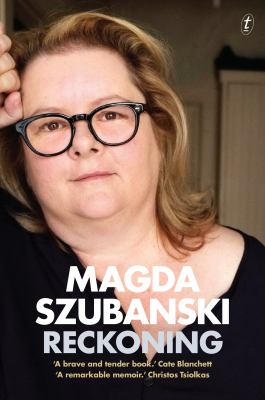 MAGDA
SZUBANSKI
RECKONING
'A brave and tender book.' Cate Blanchett
'A remarkable memoir.' Christos Tsiolkas